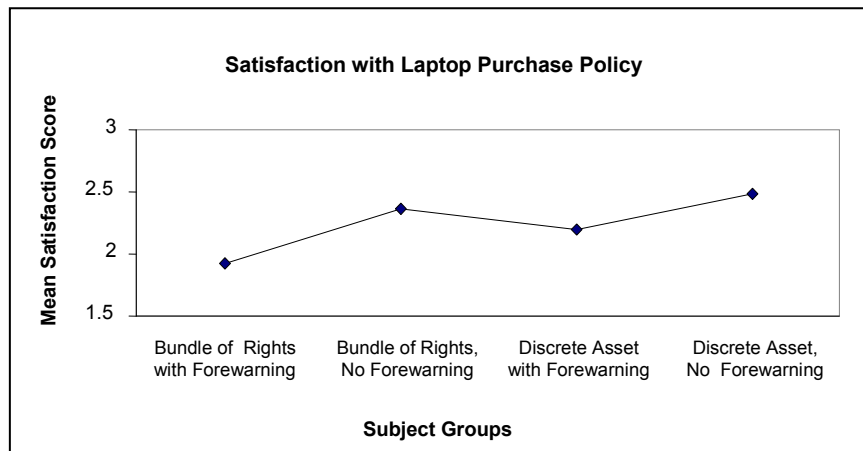 Satisfaction with Laptop Purchase Policy
Mean Satisfaction Score
3
2.5
2
1.5
Bundle of Rights
with Forewarning
Bundle of Rights,
No Forewarning
Discrete Asset
with Forewarning
Discrete Asset,
No Forewarning
Subject Groups